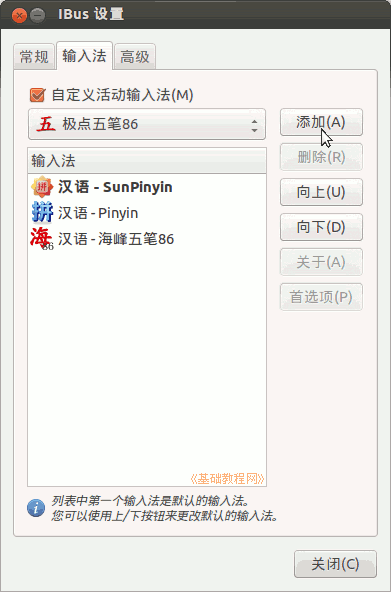 IBus 设置
常规 输入法 高级
自定义活动输入法(M)
五 极点五笔86
添加(A)
输入法
删除(R)
拼 汉语 - SunPinyin
向上(U)
拼 汉语 - Pinyin
向下(D)
海86 汉语 - 海峰五笔86
关于(A)
首选项(P)
《基础教程网》
列表中第一个输入法是默认的输入法。
您可以使用上/下按钮来更改默认的输入法。
关闭(C)